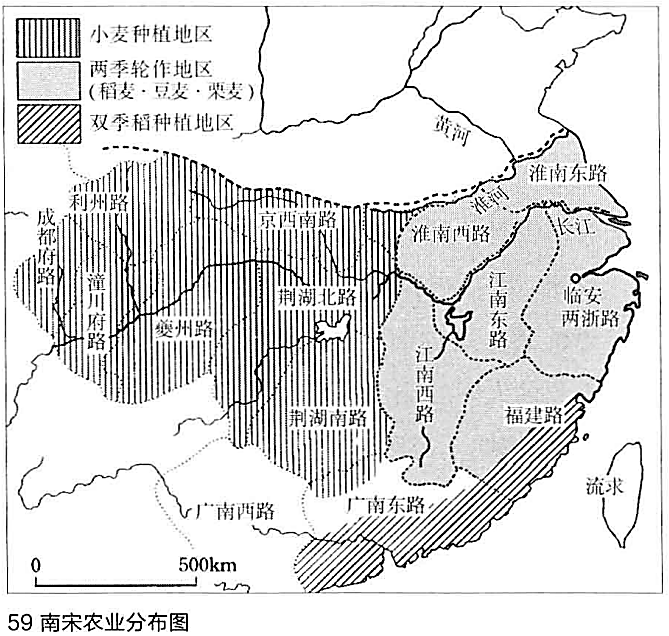 小麦种植地区
两季轮作地区
(稻麦·豆麦·栗麦)
双季稻种植地区
黄河
淮南东路
淮河
利州路
成都府路
京西南路
淮南西路
长江
潼川府路
荆湖北路
江南东路
临安
两浙路
夔州路
江南西路
荆湖南路
福建路
流求
广南西路
广南东路
0
500km
59 南宋农业分布图